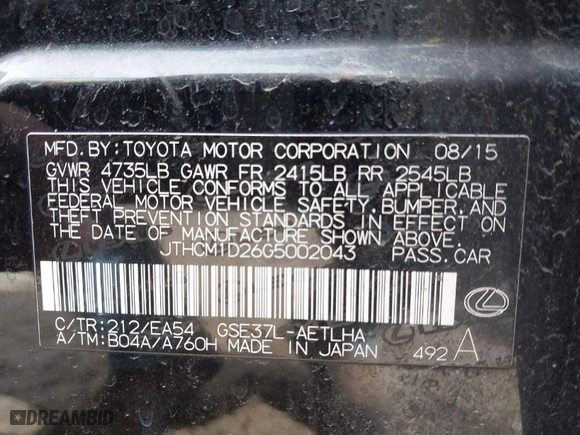 MFD.BY:TOYOTA MOTOR CORPORATION 08/15
GVWR 4735LB GAWR FR 2415LB RR 2545LB
THIS VEHICLE CONFORMS TO ALL APPLICABLE
FEDERAL MOTOR VEHICLE SAFETY,BUMPER,AND
THEFT PREVENTION STANDARDS IN EFFECT ON
THE DATE OF MANUFACTURE SHOWN ABOVE.
JTHCM1D26G5002043 PASS.CAR
C/TR:212/EA54 GSE37L-AETLHA
A/TM:B04A/A760H MADE IN JAPAN 492 A
DREAMBID